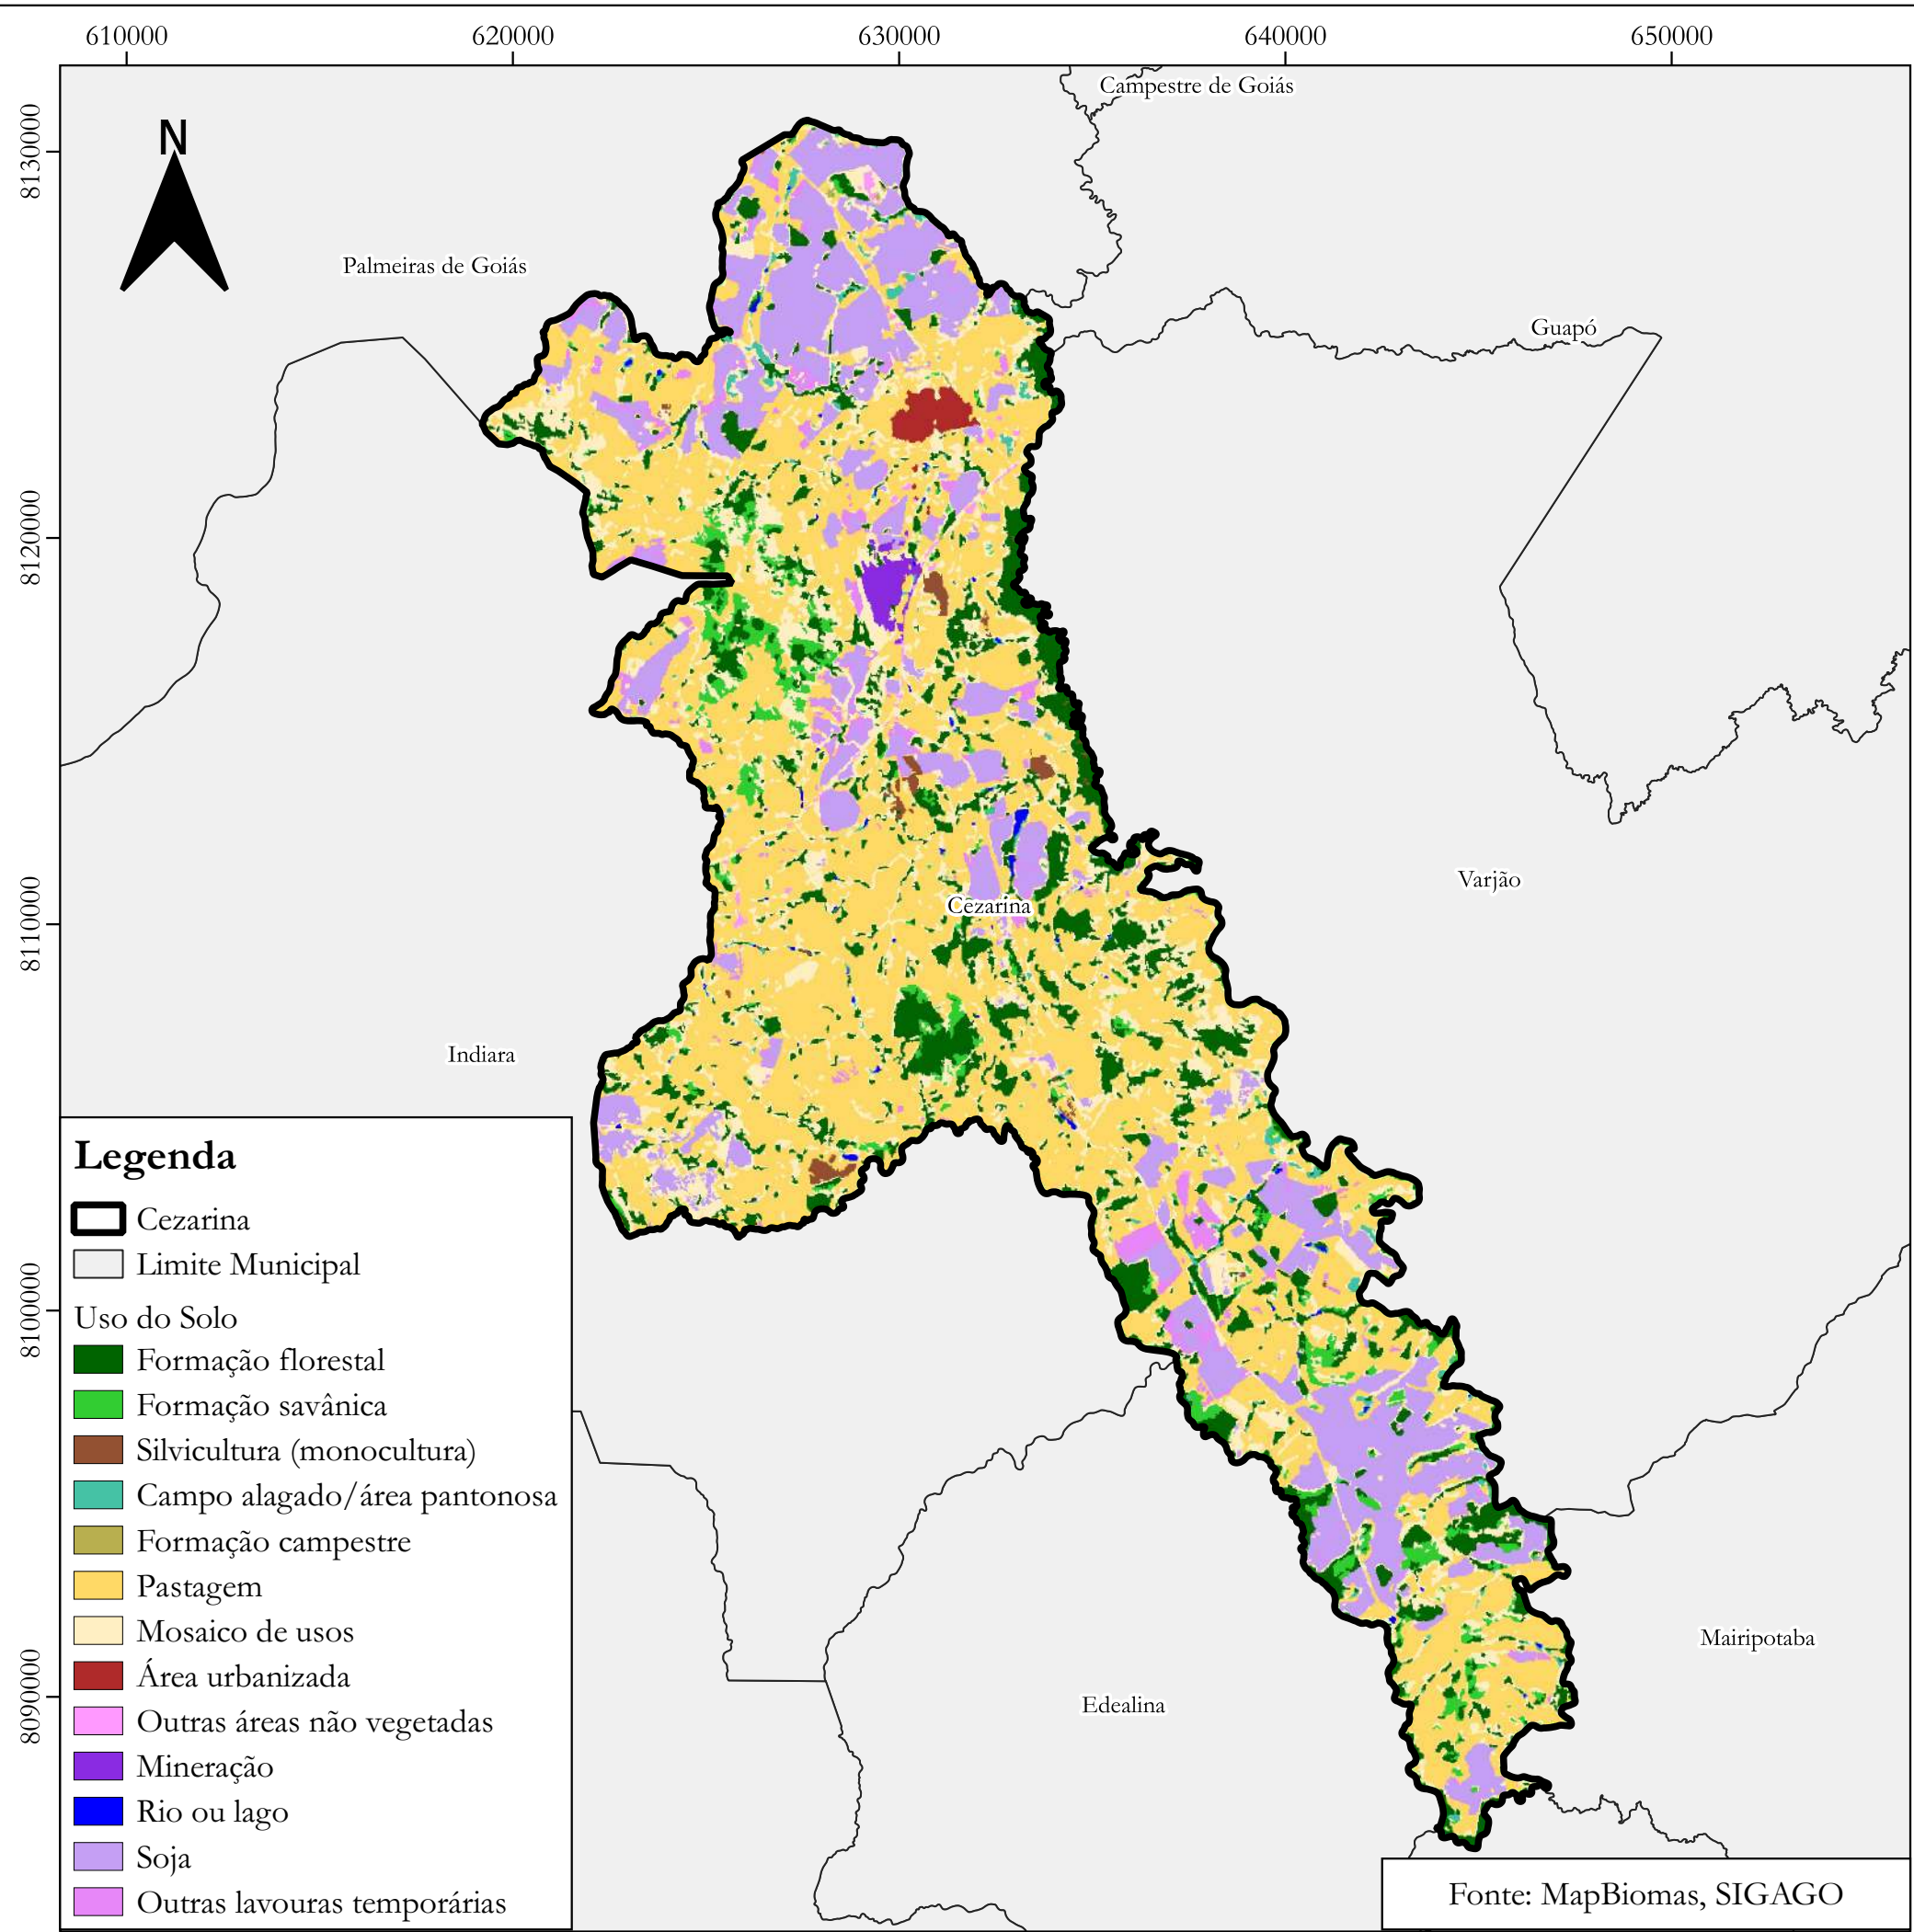 610000
620000
630000
640000
650000
8130000
8120000
8110000
8100000
8090000
N
Campestre de Goiás
Palmeiras de Goiás
Guapó
Varjão
Cezarina
Indiara
Mairipotaba
Edealina
Legenda
Cezarina
Limite Municipal
Uso do Solo
Formação florestal
Formação savânica
Silvicultura (monocultura)
Campo alagado/área pantonosa
Formação campestre
Pastagem
Mosaico de usos
Área urbanizada
Outras áreas não vegetadas
Mineração
Rio ou lago
Soja
Outras lavouras temporárias
Fonte: MapBiomas, SIGAGO